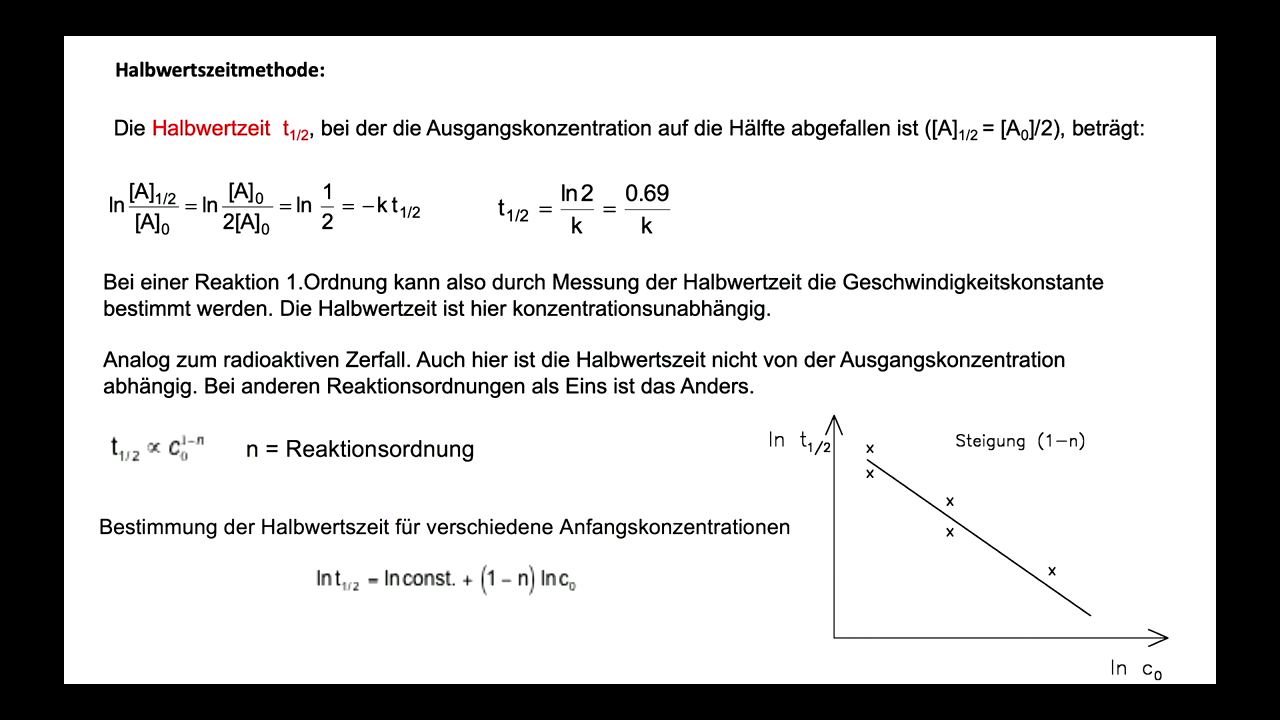 Halbwertszeitmethode:
Die Halbwertzeit t1/2, bei der die Ausgangskonzentration auf die Hälfte abgefallen ist ([A]1/2 = [A0]/2), beträgt:
ln [A]1/2 / [A]0 = ln [A]0 / 2[A]0 = ln 1/2 = −k t1/2    t1/2 = ln 2 / k = 0.69 / k
Bei einer Reaktion 1.Ordnung kann also durch Messung der Halbwertzeit die Geschwindigkeitskonstante
bestimmt werden. Die Halbwertzeit ist hier konzentrationsunabhängig.
Analog zum radioaktiven Zerfall. Auch hier ist die Halbwertszeit nicht von der Ausgangskonzentration
abhängig. Bei anderen Reaktionsordnungen als Eins ist das Anders.
t1/2 ∝ c0^1−n    n = Reaktionsordnung
ln t1/2
Steigung (1−n)
Bestimmung der Halbwertszeit für verschiedene Anfangskonzentrationen
ln t1/2 = ln const. + (1 − n) ln c0
ln c0